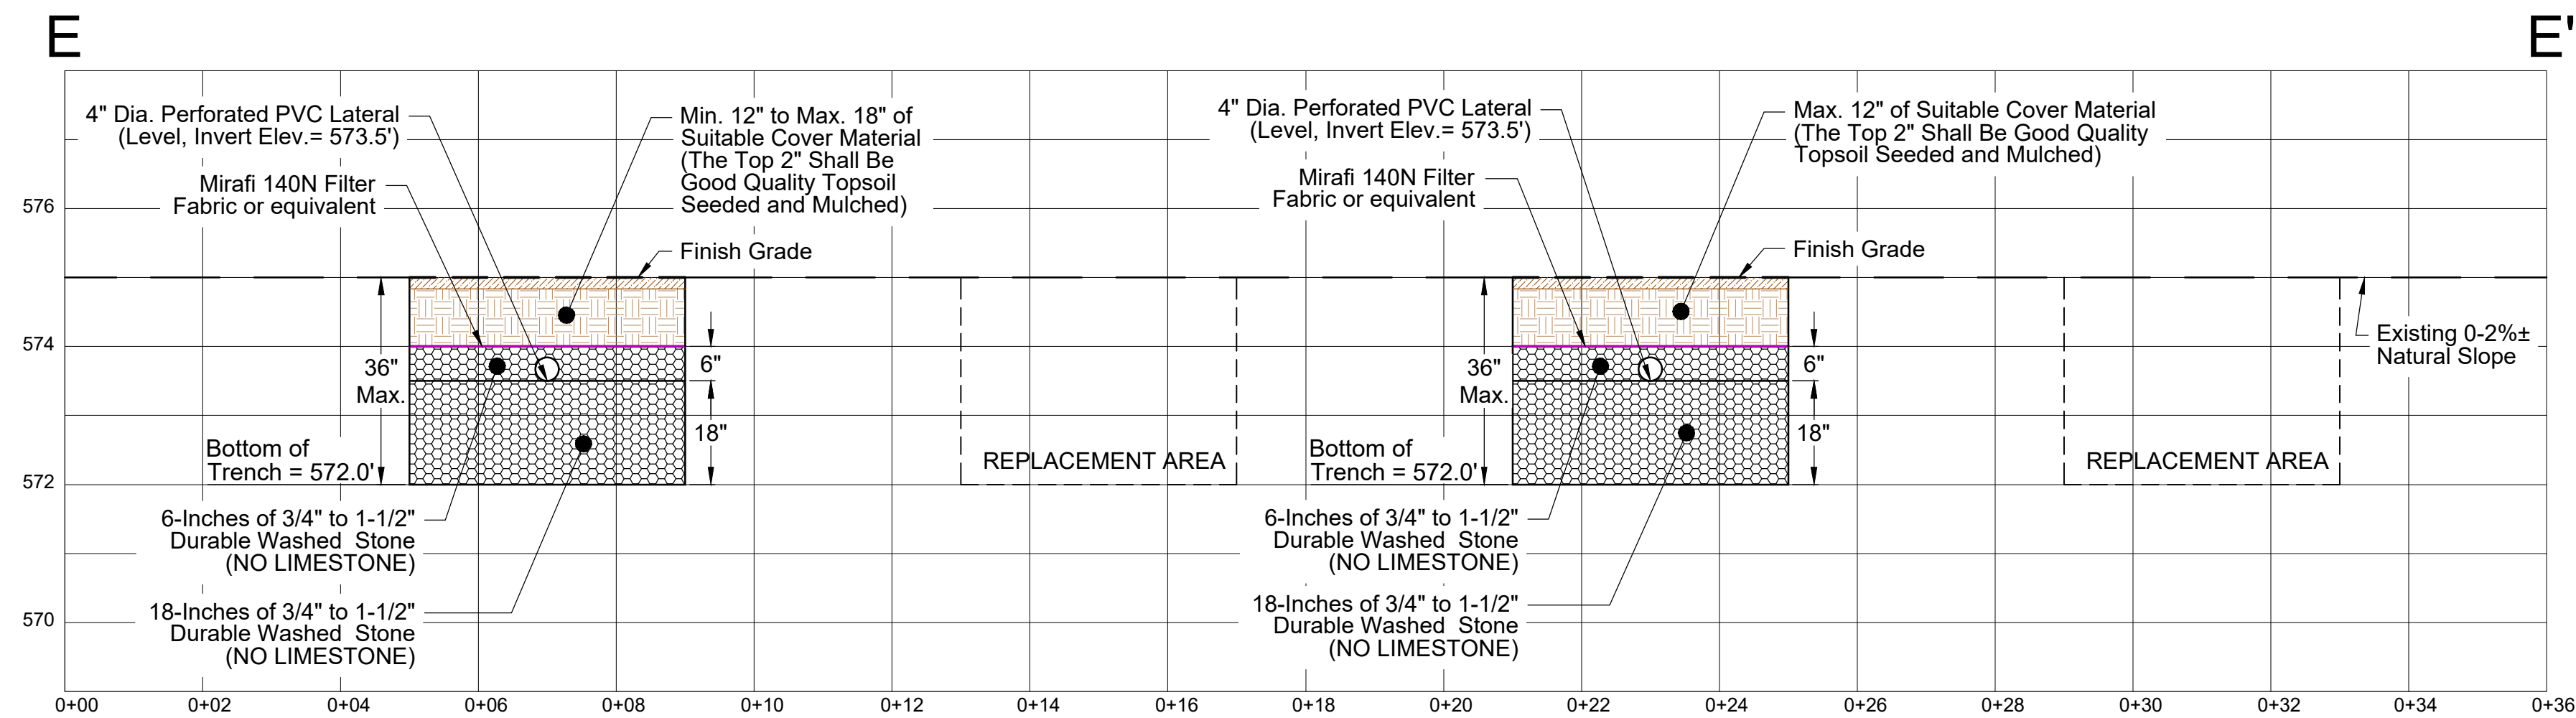 E
E'
4" Dia. Perforated PVC Lateral
(Level, Invert Elev.= 573.5')
Mirafi 140N Filter
Fabric or equivalent
Min. 12" to Max. 18" of
Suitable Cover Material
(The Top 2" Shall Be
Good Quality Topsoil
Seeded and Mulched)
Finish Grade
4" Dia. Perforated PVC Lateral
(Level, Invert Elev.= 573.5')
Mirafi 140N Filter
Fabric or equivalent
Max. 12" of Suitable Cover Material
(The Top 2" Shall Be Good Quality
Topsoil Seeded and Mulched)
Finish Grade
576
574
572
570
36"
Max.
6"
18"
Bottom of
Trench = 572.0'
REPLACEMENT AREA
36"
Max.
6"
18"
Bottom of
Trench = 572.0'
REPLACEMENT AREA
Existing 0-2%±
Natural Slope
6-Inches of 3/4" to 1-1/2"
Durable Washed Stone
(NO LIMESTONE)
18-Inches of 3/4" to 1-1/2"
Durable Washed Stone
(NO LIMESTONE)
6-Inches of 3/4" to 1-1/2"
Durable Washed Stone
(NO LIMESTONE)
18-Inches of 3/4" to 1-1/2"
Durable Washed Stone
(NO LIMESTONE)
0+00 0+02 0+04 0+06 0+08 0+10 0+12 0+14 0+16 0+18 0+20 0+22 0+24 0+26 0+28 0+30 0+32 0+34 0+36